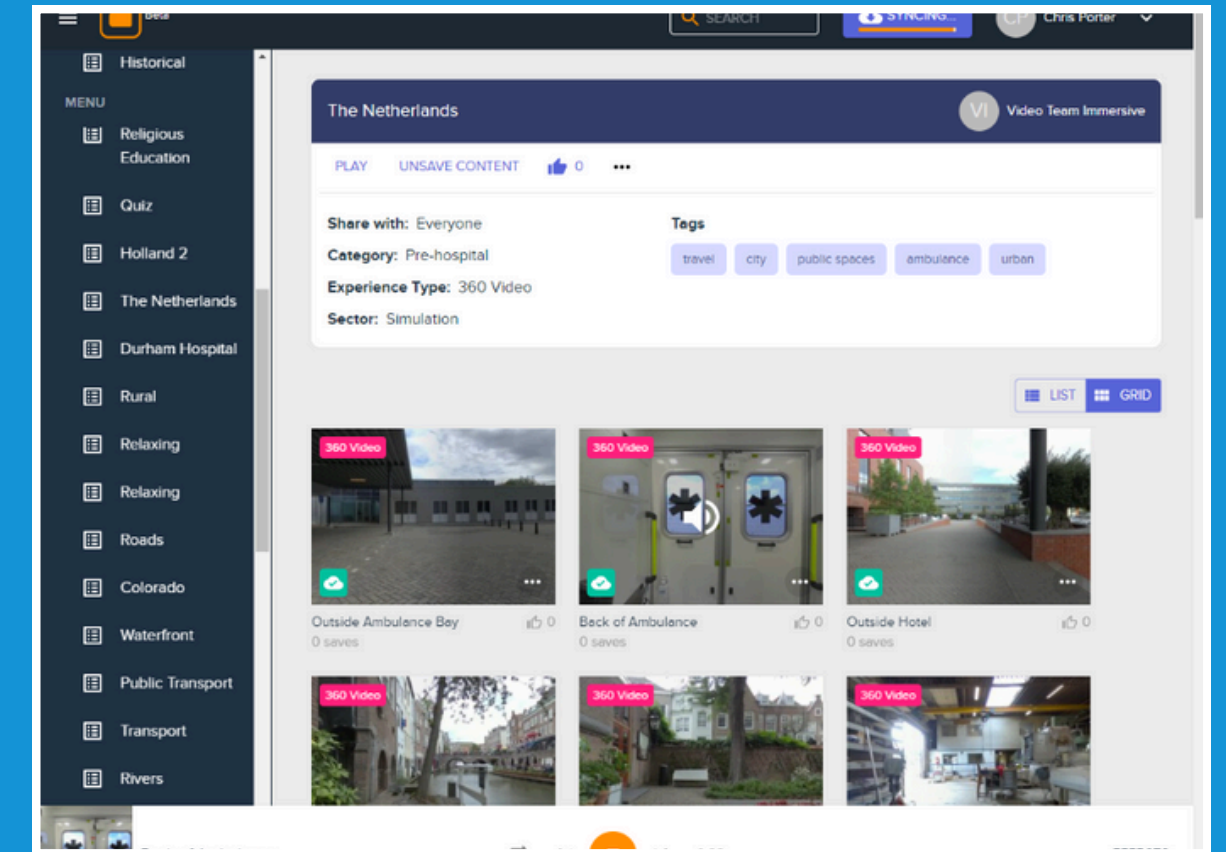 Beta
SEARCH
SYNCING...
CP
Chris Porter
Historical
MENU
Religious
Education
Quiz
Holland 2
The Netherlands
Durham Hospital
Rural
Relaxing
Relaxing
Roads
Colorado
Waterfront
Public Transport
Transport
Rivers
The Netherlands
VI
Video Team Immersive
PLAY
UNSAVE CONTENT
0
Share with: Everyone
Category: Pre-hospital
Experience Type: 360 Video
Sector: Simulation
Tags
travel
city
public spaces
ambulance
urban
LIST
GRID
360 Video
360 Video
360 Video
Outside Ambulance Bay
0
0 saves
Back of Ambulance
0
0 saves
Outside Hotel
0
0 saves
360 Video
360 Video
360 Video